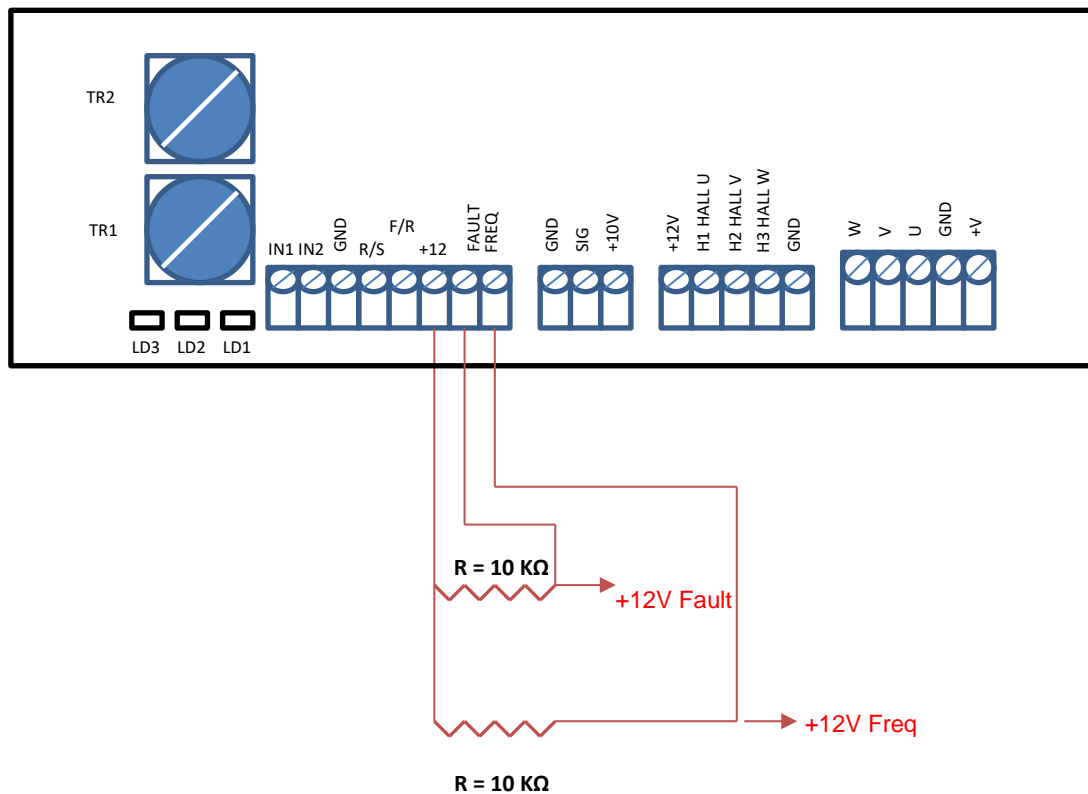 TR2
TR1
IN1 IN2
GND
R/S
F/R
+12
FAULT
FREQ
GND
SIG
+10V
+12V
H1 HALL U
H2 HALL V
H3 HALL W
GND
W
V
U
GND
+V
LD3
LD2
LD1
R = 10 KΩ
+12V Fault
+12V Freq
R = 10 KΩ